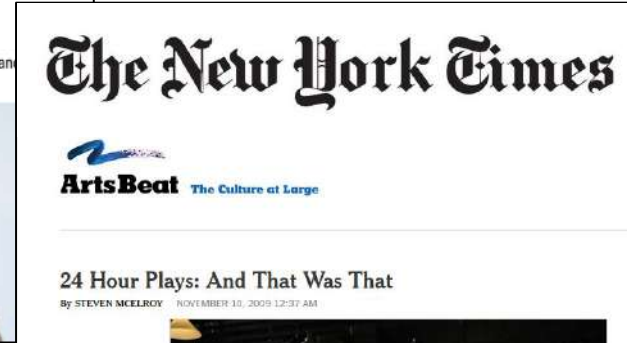 The New York Times
ArtsBeat The Culture at Large
24 Hour Plays: And That Was That
By STEVEN MCELROY NOVEMBER 10, 2009 12:37 AM